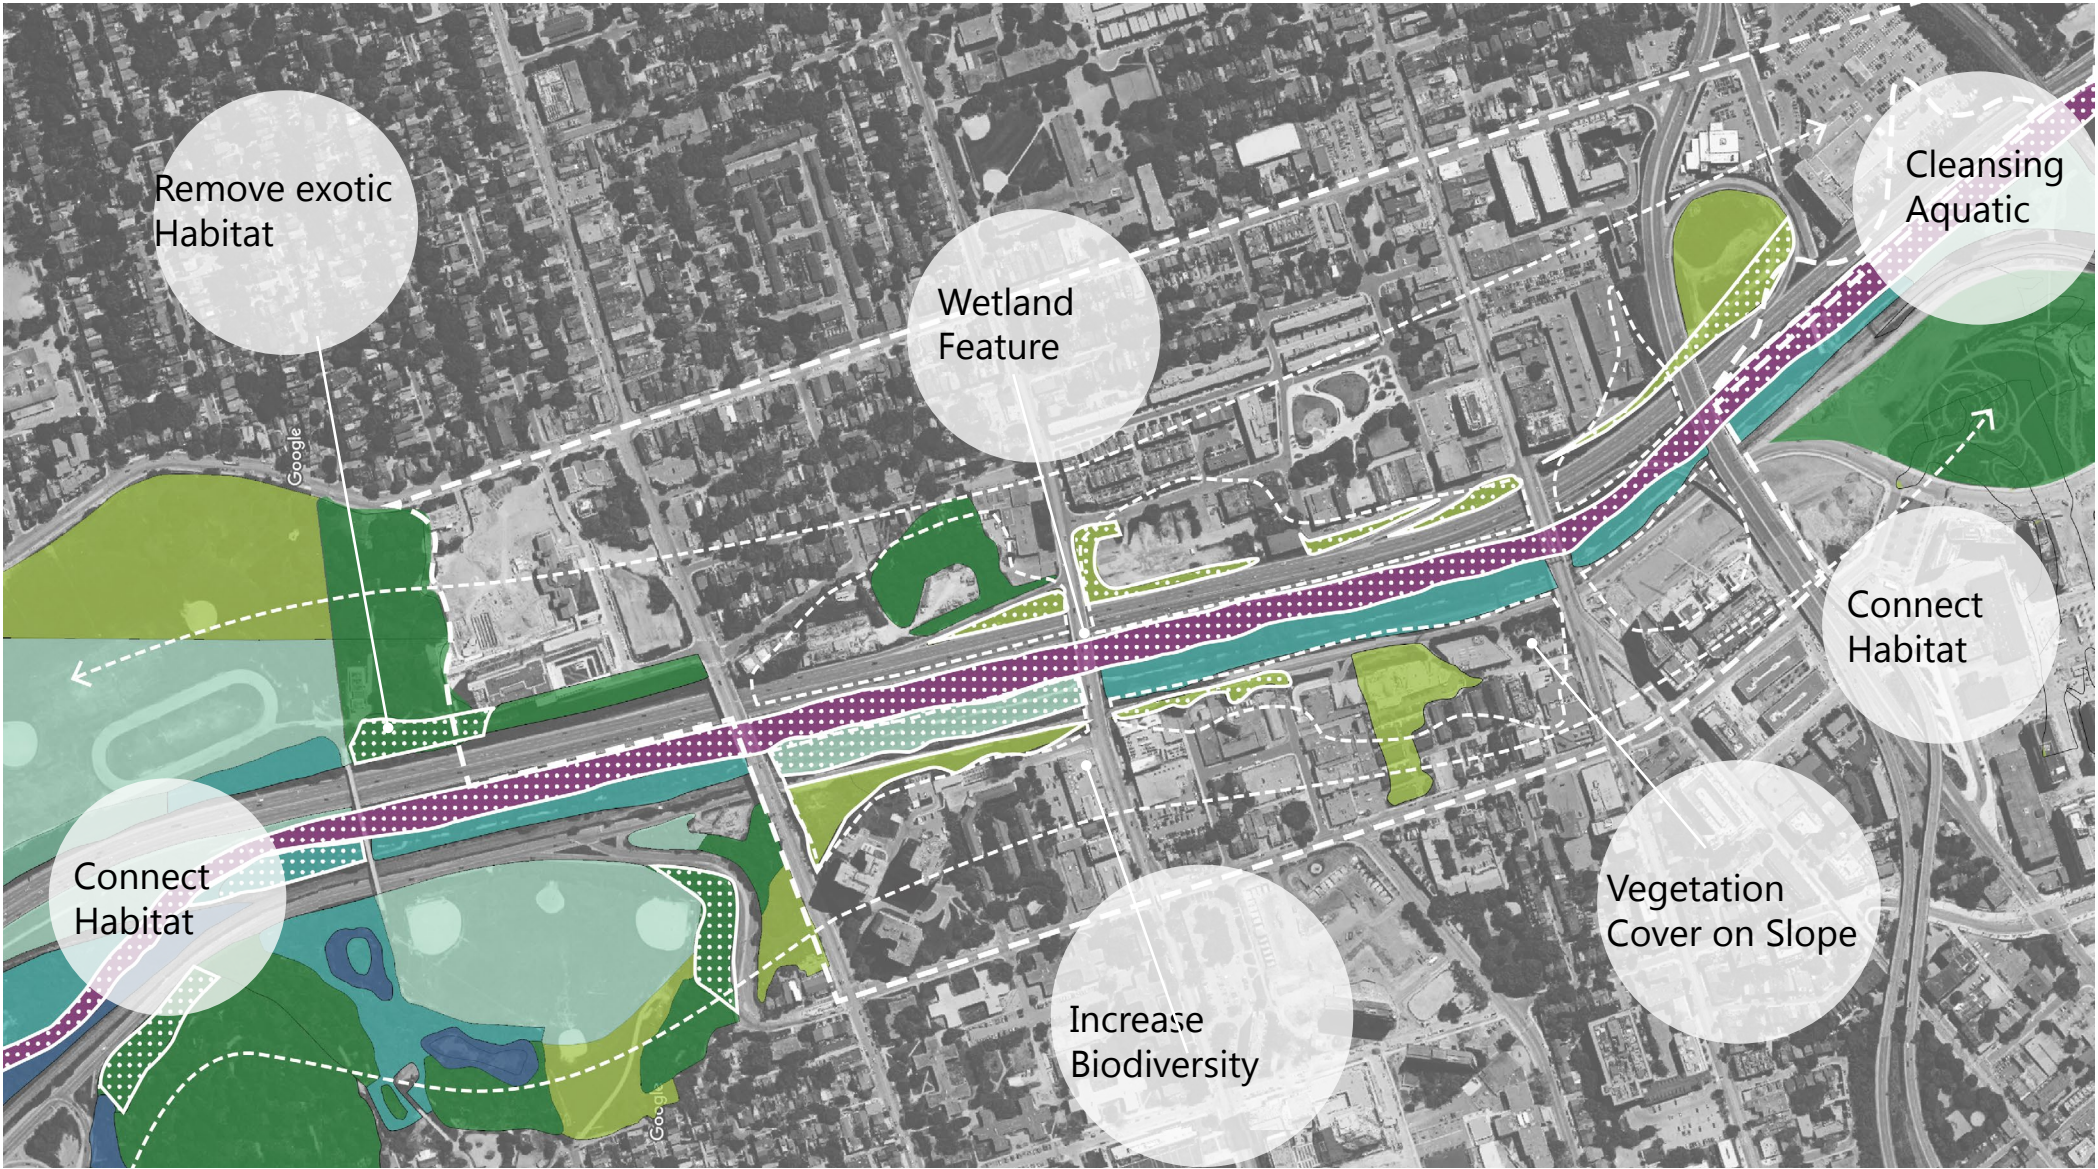 Remove exotic
Habitat
Cleansing
Aquatic
Wetland
Feature
Google
Connect
Habitat
Connect
Habitat
Vegetation
Cover on Slope
Increase
Biodiversity
Google